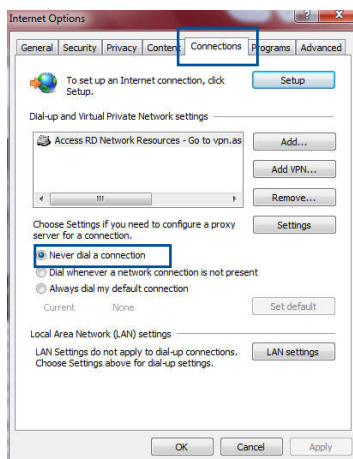 Internet Options
General Security Privacy Content Connections Programs Advanced
To set up an Internet connection, click
Setup.
Setup
Dial-up and Virtual Private Network settings
Access RD Network Resources - Go to vpn.as
Add...
Add VPN...
Remove...
Choose Settings if you need to configure a proxy
server for a connection.
Settings
Never dial a connection
Dial whenever a network connection is not present
Always dial my default connection
Current None
Set default
Local Area Network (LAN) settings
LAN Settings do not apply to dial-up connections.
Choose Settings above for dial-up settings.
LAN settings
OK Cancel Apply